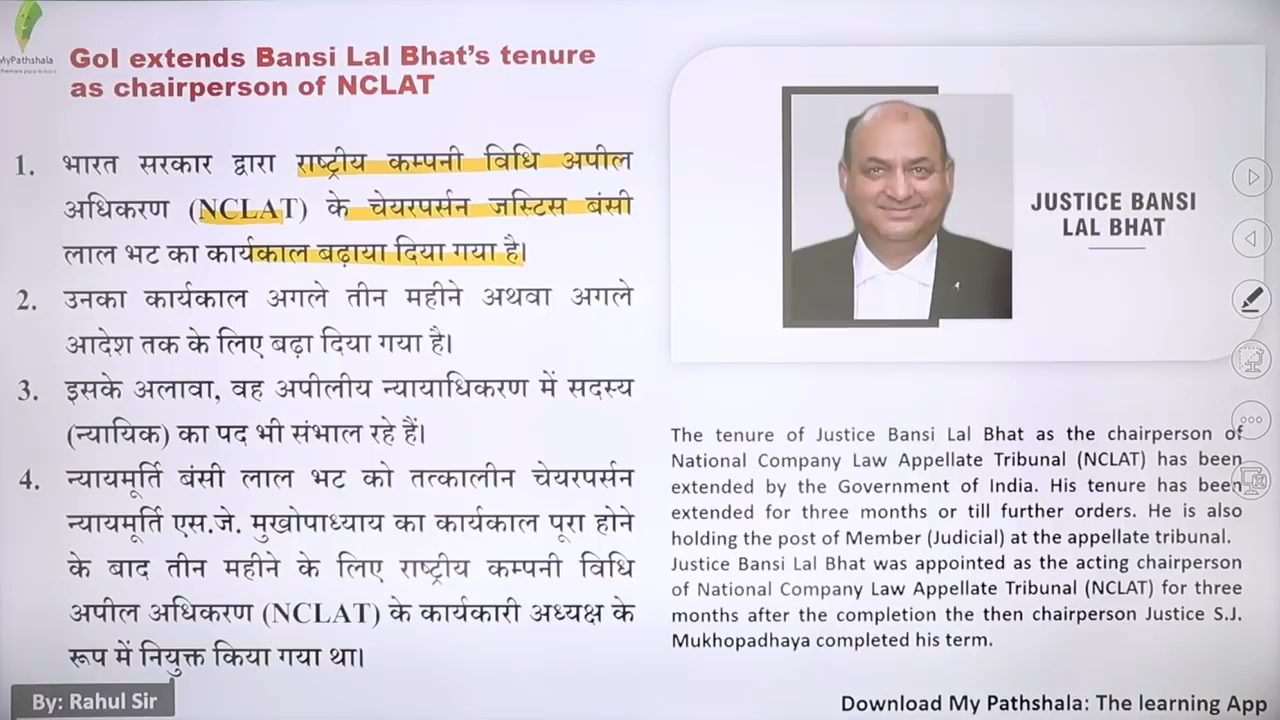 MyPathshala
GoI extends Bansi Lal Bhat's tenure
as chairperson of NCLAT
1. भारत सरकार द्वारा राष्ट्रीय कम्पनी विधि अपील
अधिकरण (NCLAT) के चेयरपर्सन जस्टिस बंसी
लाल भट का कार्यकाल बढ़ाया दिया गया है।
2. उनका कार्यकाल अगले तीन महीने अथवा अगले
आदेश तक के लिए बढ़ा दिया गया है।
3. इसके अलावा, वह अपीलीय न्यायाधिकरण में सदस्य
(न्यायिक) का पद भी संभाल रहे हैं।
4. न्यायमूर्ति बंसी लाल भट को तत्कालीन चेयरपर्सन
न्यायमूर्ति एस.जे. मुखोपाध्याय का कार्यकाल पूरा होने
के बाद तीन महीने के लिए राष्ट्रीय कम्पनी विधि
अपील अधिकरण (NCLAT) के कार्यकारी अध्यक्ष के
रूप में नियुक्त किया गया था।
JUSTICE BANSI
LAL BHAT
The tenure of Justice Bansi Lal Bhat as the chairperson of
National Company Law Appellate Tribunal (NCLAT) has been
extended by the Government of India. His tenure has been
extended for three months or till further orders. He is also
holding the post of Member (Judicial) at the appellate tribunal.
Justice Bansi Lal Bhat was appointed as the acting chairperson
of National Company Law Appellate Tribunal (NCLAT) for three
months after the completion the then chairperson Justice S.J.
Mukhopadhaya completed his term.
By: Rahul Sir
Download My Pathshala: The learning App